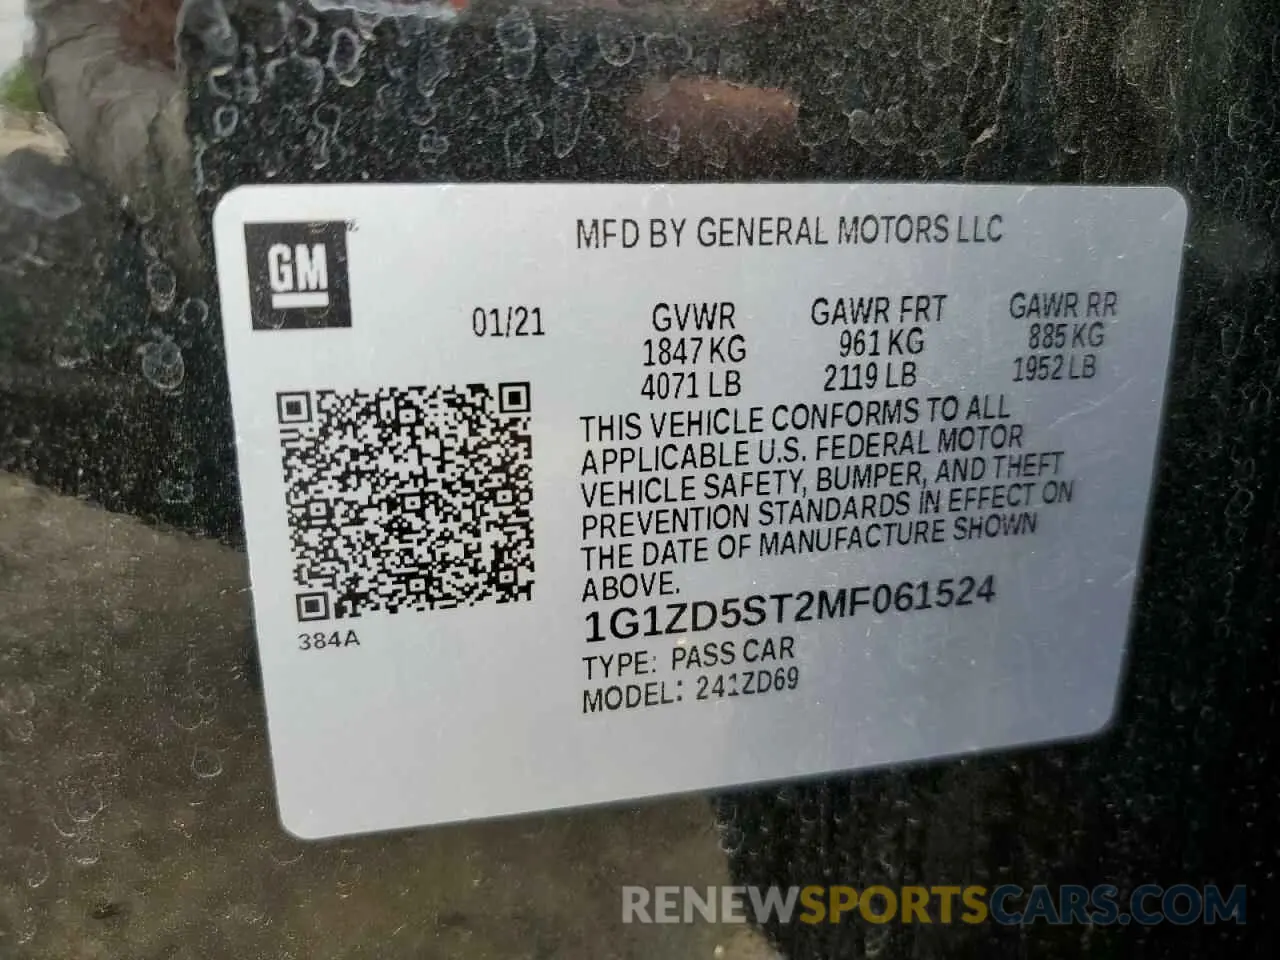 GM
MFD BY GENERAL MOTORS LLC
01/21
GVWR GAWR FRT GAWR RR
1847 KG 961 KG 885 KG
4071 LB 2119 LB 1952 LB
THIS VEHICLE CONFORMS TO ALL
APPLICABLE U.S. FEDERAL MOTOR
VEHICLE SAFETY, BUMPER, AND THEFT
PREVENTION STANDARDS IN EFFECT ON
THE DATE OF MANUFACTURE SHOWN
ABOVE.
1G1ZD5ST2MF061524
384A
TYPE: PASS CAR
MODEL: 241ZD69
RENEWSPORTSCARS.COM